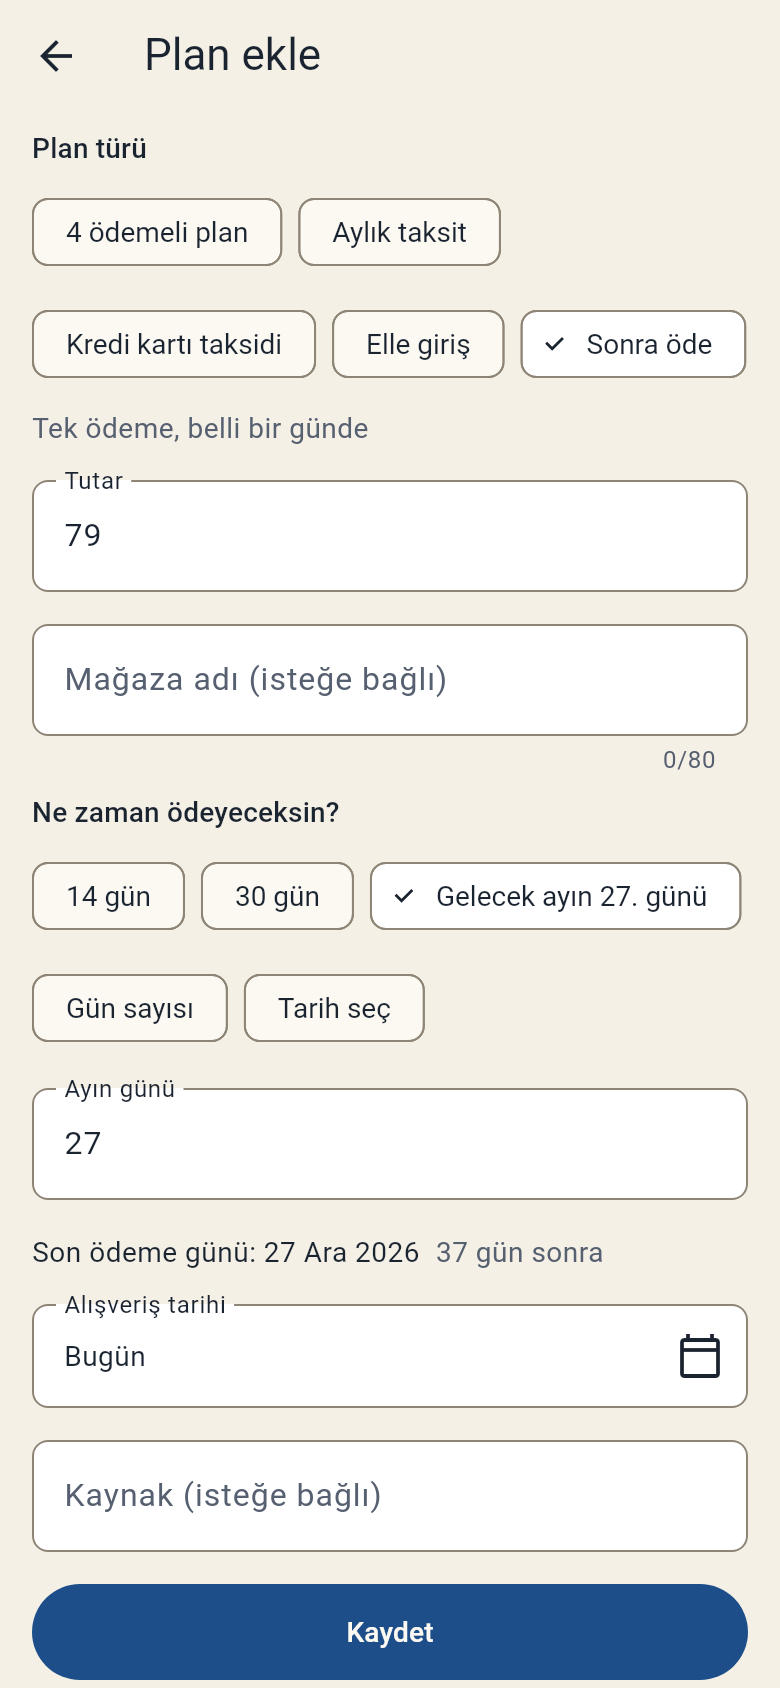 Plan ekle
Plan türü
4 ödemeli plan
Aylık taksit
Kredi kartı taksidi
Elle giriş
Sonra öde
Tek ödeme, belli bir günde
Tutar
79
Mağaza adı (isteğe bağlı)
0/80
Ne zaman ödeyeceksin?
14 gün
30 gün
Gelecek ayın 27. günü
Gün sayısı
Tarih seç
Ayın günü
27
Son ödeme günü: 27 Ara 2026 37 gün sonra
Alışveriş tarihi
Bugün
Kaynak (isteğe bağlı)
Kaydet